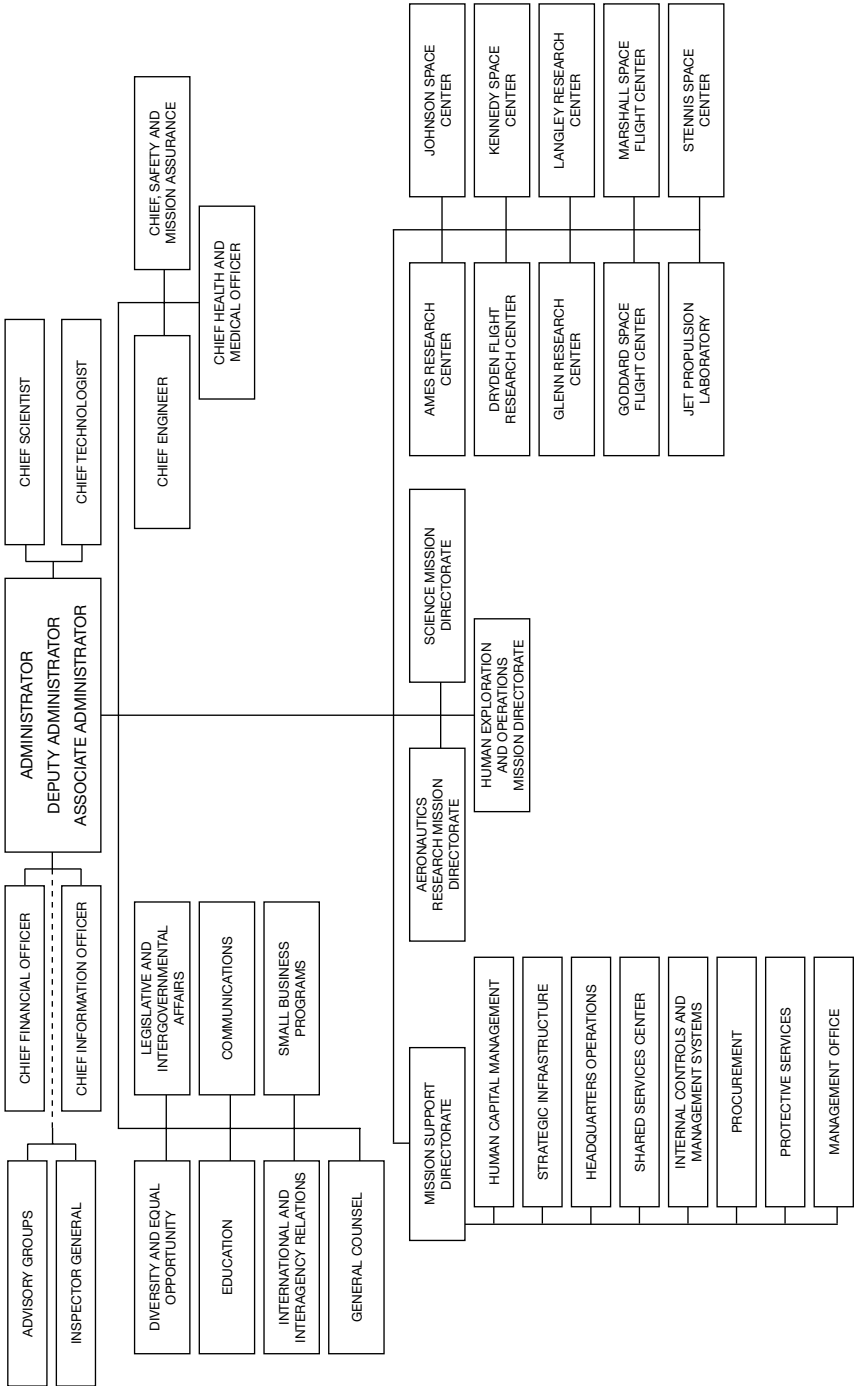 ADMINISTRATOR
DEPUTY ADMINISTRATOR
ASSOCIATE ADMINISTRATOR
ADVISORY GROUPS
INSPECTOR GENERAL
CHIEF FINANCIAL OFFICER
CHIEF INFORMATION OFFICER
CHIEF SCIENTIST
CHIEF TECHNOLOGIST
DIVERSITY AND EQUAL
OPPORTUNITY
LEGISLATIVE AND
INTERGOVERNMENTAL
AFFAIRS
EDUCATION
COMMUNICATIONS
INTERNATIONAL AND
INTERAGENCY RELATIONS
SMALL BUSINESS
PROGRAMS
GENERAL COUNSEL
CHIEF ENGINEER
CHIEF, SAFETY AND
MISSION ASSURANCE
CHIEF HEALTH AND
MEDICAL OFFICER
MISSION SUPPORT
DIRECTORATE
HUMAN CAPITAL MANAGEMENT
STRATEGIC INFRASTRUCTURE
HEADQUARTERS OPERATIONS
SHARED SERVICES CENTER
INTERNAL CONTROLS AND
MANAGEMENT SYSTEMS
PROCUREMENT
PROTECTIVE SERVICES
MANAGEMENT OFFICE
AERONAUTICS
RESEARCH MISSION
DIRECTORATE
SCIENCE MISSION
DIRECTORATE
HUMAN EXPLORATION
AND OPERATIONS
MISSION DIRECTORATE
AMES RESEARCH
CENTER
JOHNSON SPACE
CENTER
DRYDEN FLIGHT
RESEARCH CENTER
KENNEDY SPACE
CENTER
GLENN RESEARCH
CENTER
LANGLEY RESEARCH
CENTER
GODDARD SPACE
FLIGHT CENTER
MARSHALL SPACE
FLIGHT CENTER
JET PROPULSION
LABORATORY
STENNIS SPACE
CENTER